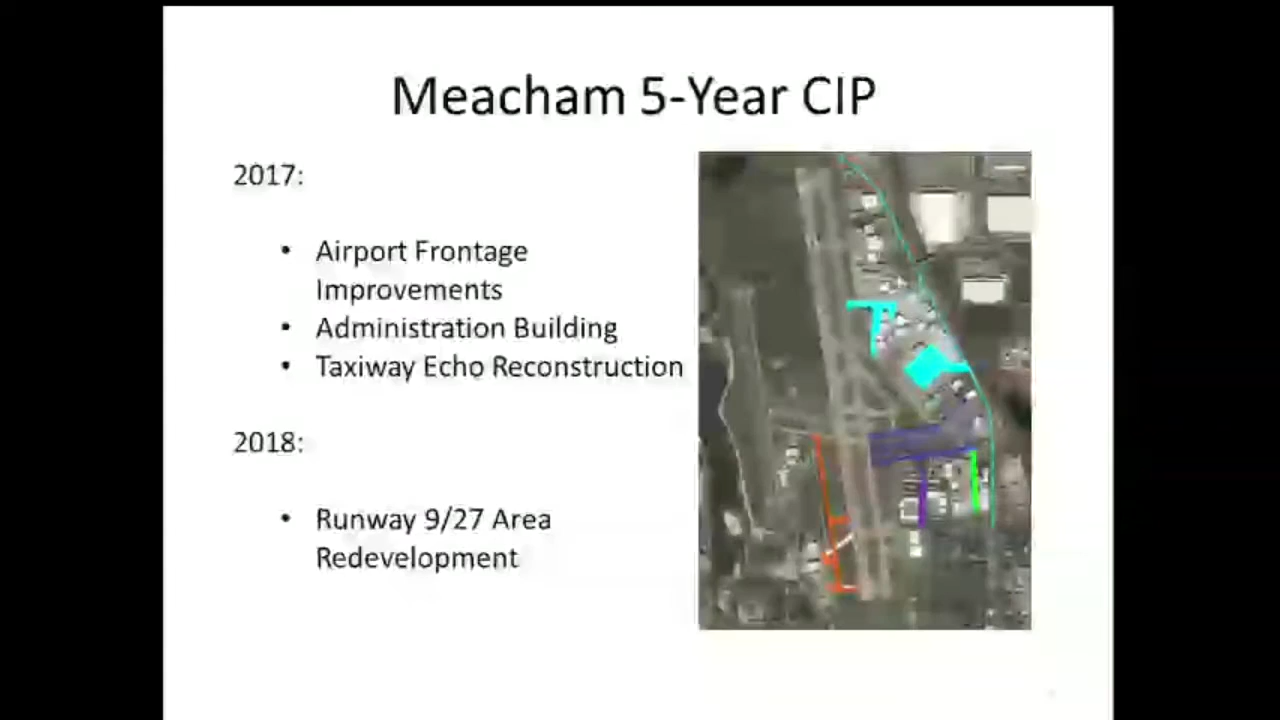 Meacham 5-Year CIP
2017:
• Airport Frontage
Improvements
• Administration Building
• Taxiway Echo Reconstruction
2018:
• Runway 9/27 Area
Redevelopment